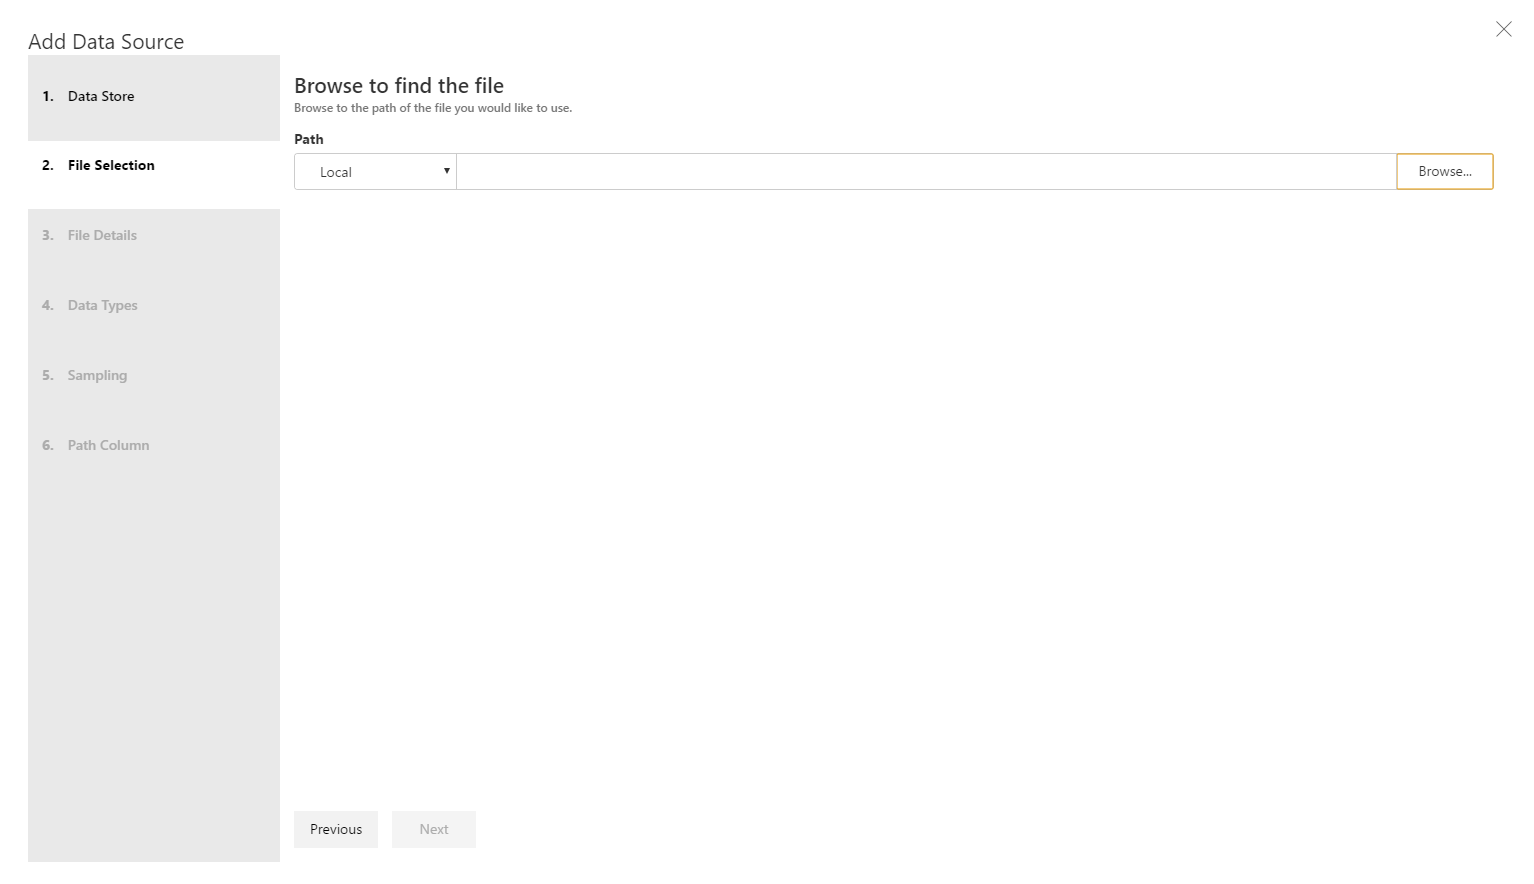 Add Data Source
1. Data Store
2. File Selection
3. File Details
4. Data Types
5. Sampling
6. Path Column
Browse to find the file
Browse to the path of the file you would like to use.
Path
Local
Browse...
Previous
Next